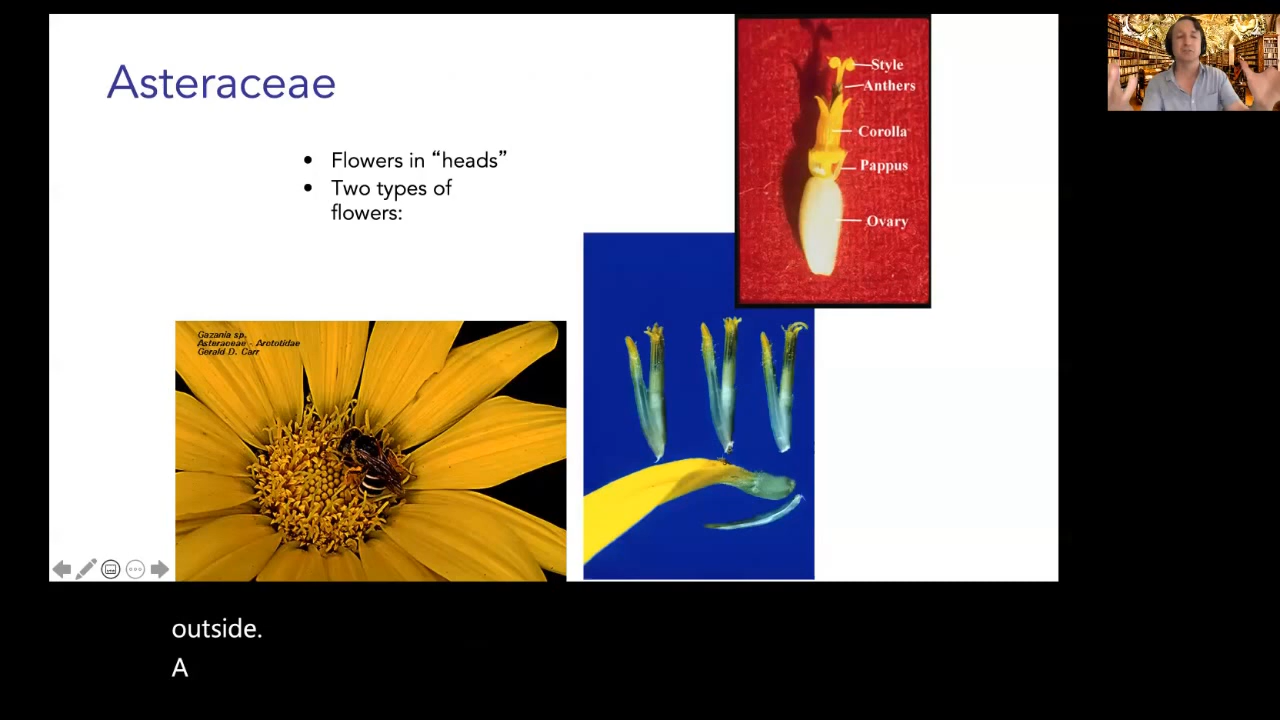 Asteraceae
• Flowers in “heads”
• Two types of
flowers:
Style
Anthers
Corolla
Pappus
Ovary
Gazania sp.
Asteraceae - Arctotidae
Gerald D. Carr
outside.
A